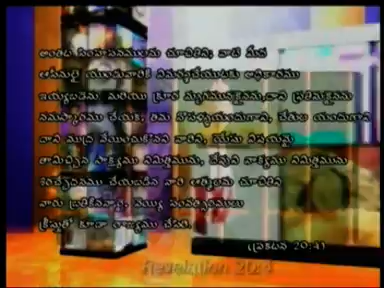 అంతట సింహాసనములను చూచితిని; వాటి మీద
ఆసీనులై యుండువారికి విమర్శచేయుటకు అధికారము
ఇయ్యబడెను. మరియు క్రూర మృగమునకైనను,దాని ప్రతిమకైనను
నమస్కారము చేయక; తమ నొసళ్ళయందుగాని, చేతుల యందుగాని
దాని ముద్ర వేయించుకొనని వారిని, యేసు విషయమై
తామిచ్చిన సాక్ష్యము నిమిత్తమును, దేవుని వాక్యము నిమిత్తమును
శిరచ్ఛేదనము చేయబడిన వారి ఆత్మలను చూచితిని
వారు బ్రతికినవారై, వెయ్యి సంవత్సరములు
క్రీస్తుతో కూడా రాజ్యము చేసిరి.
(ప్రకటన 20:4)
Revelation 20:4